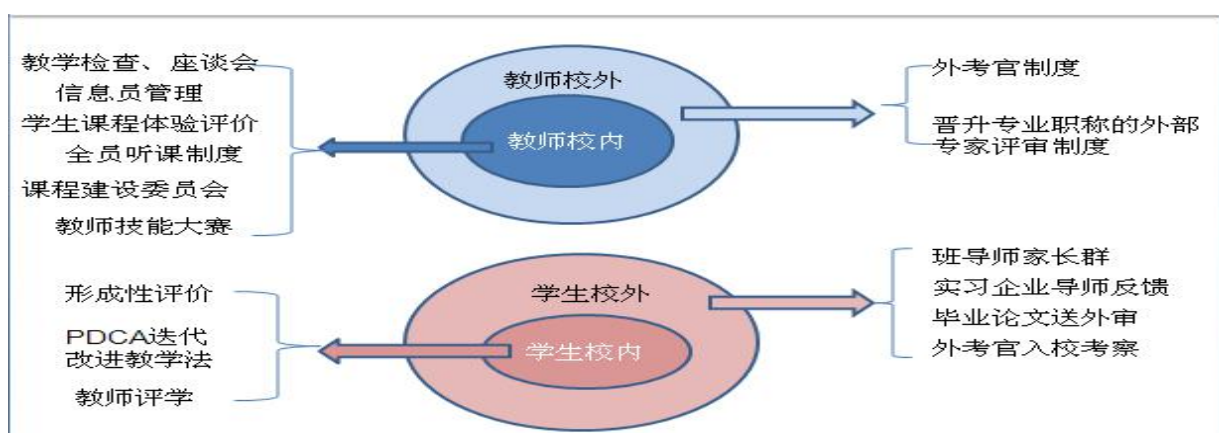 教学检查、座谈会
信息员管理
学生课程体验评价
全员听课制度
课程建设委员会
教师技能大赛
教师校外
教师校内
外考官制度
晋升专业职称的外部
专家评审制度
形成性评价
PDCA迭代
改进教学法
教师评学
学生校外
学生校内
班导师家长群
实习企业导师反馈
毕业论文送外审
外考官入校考察